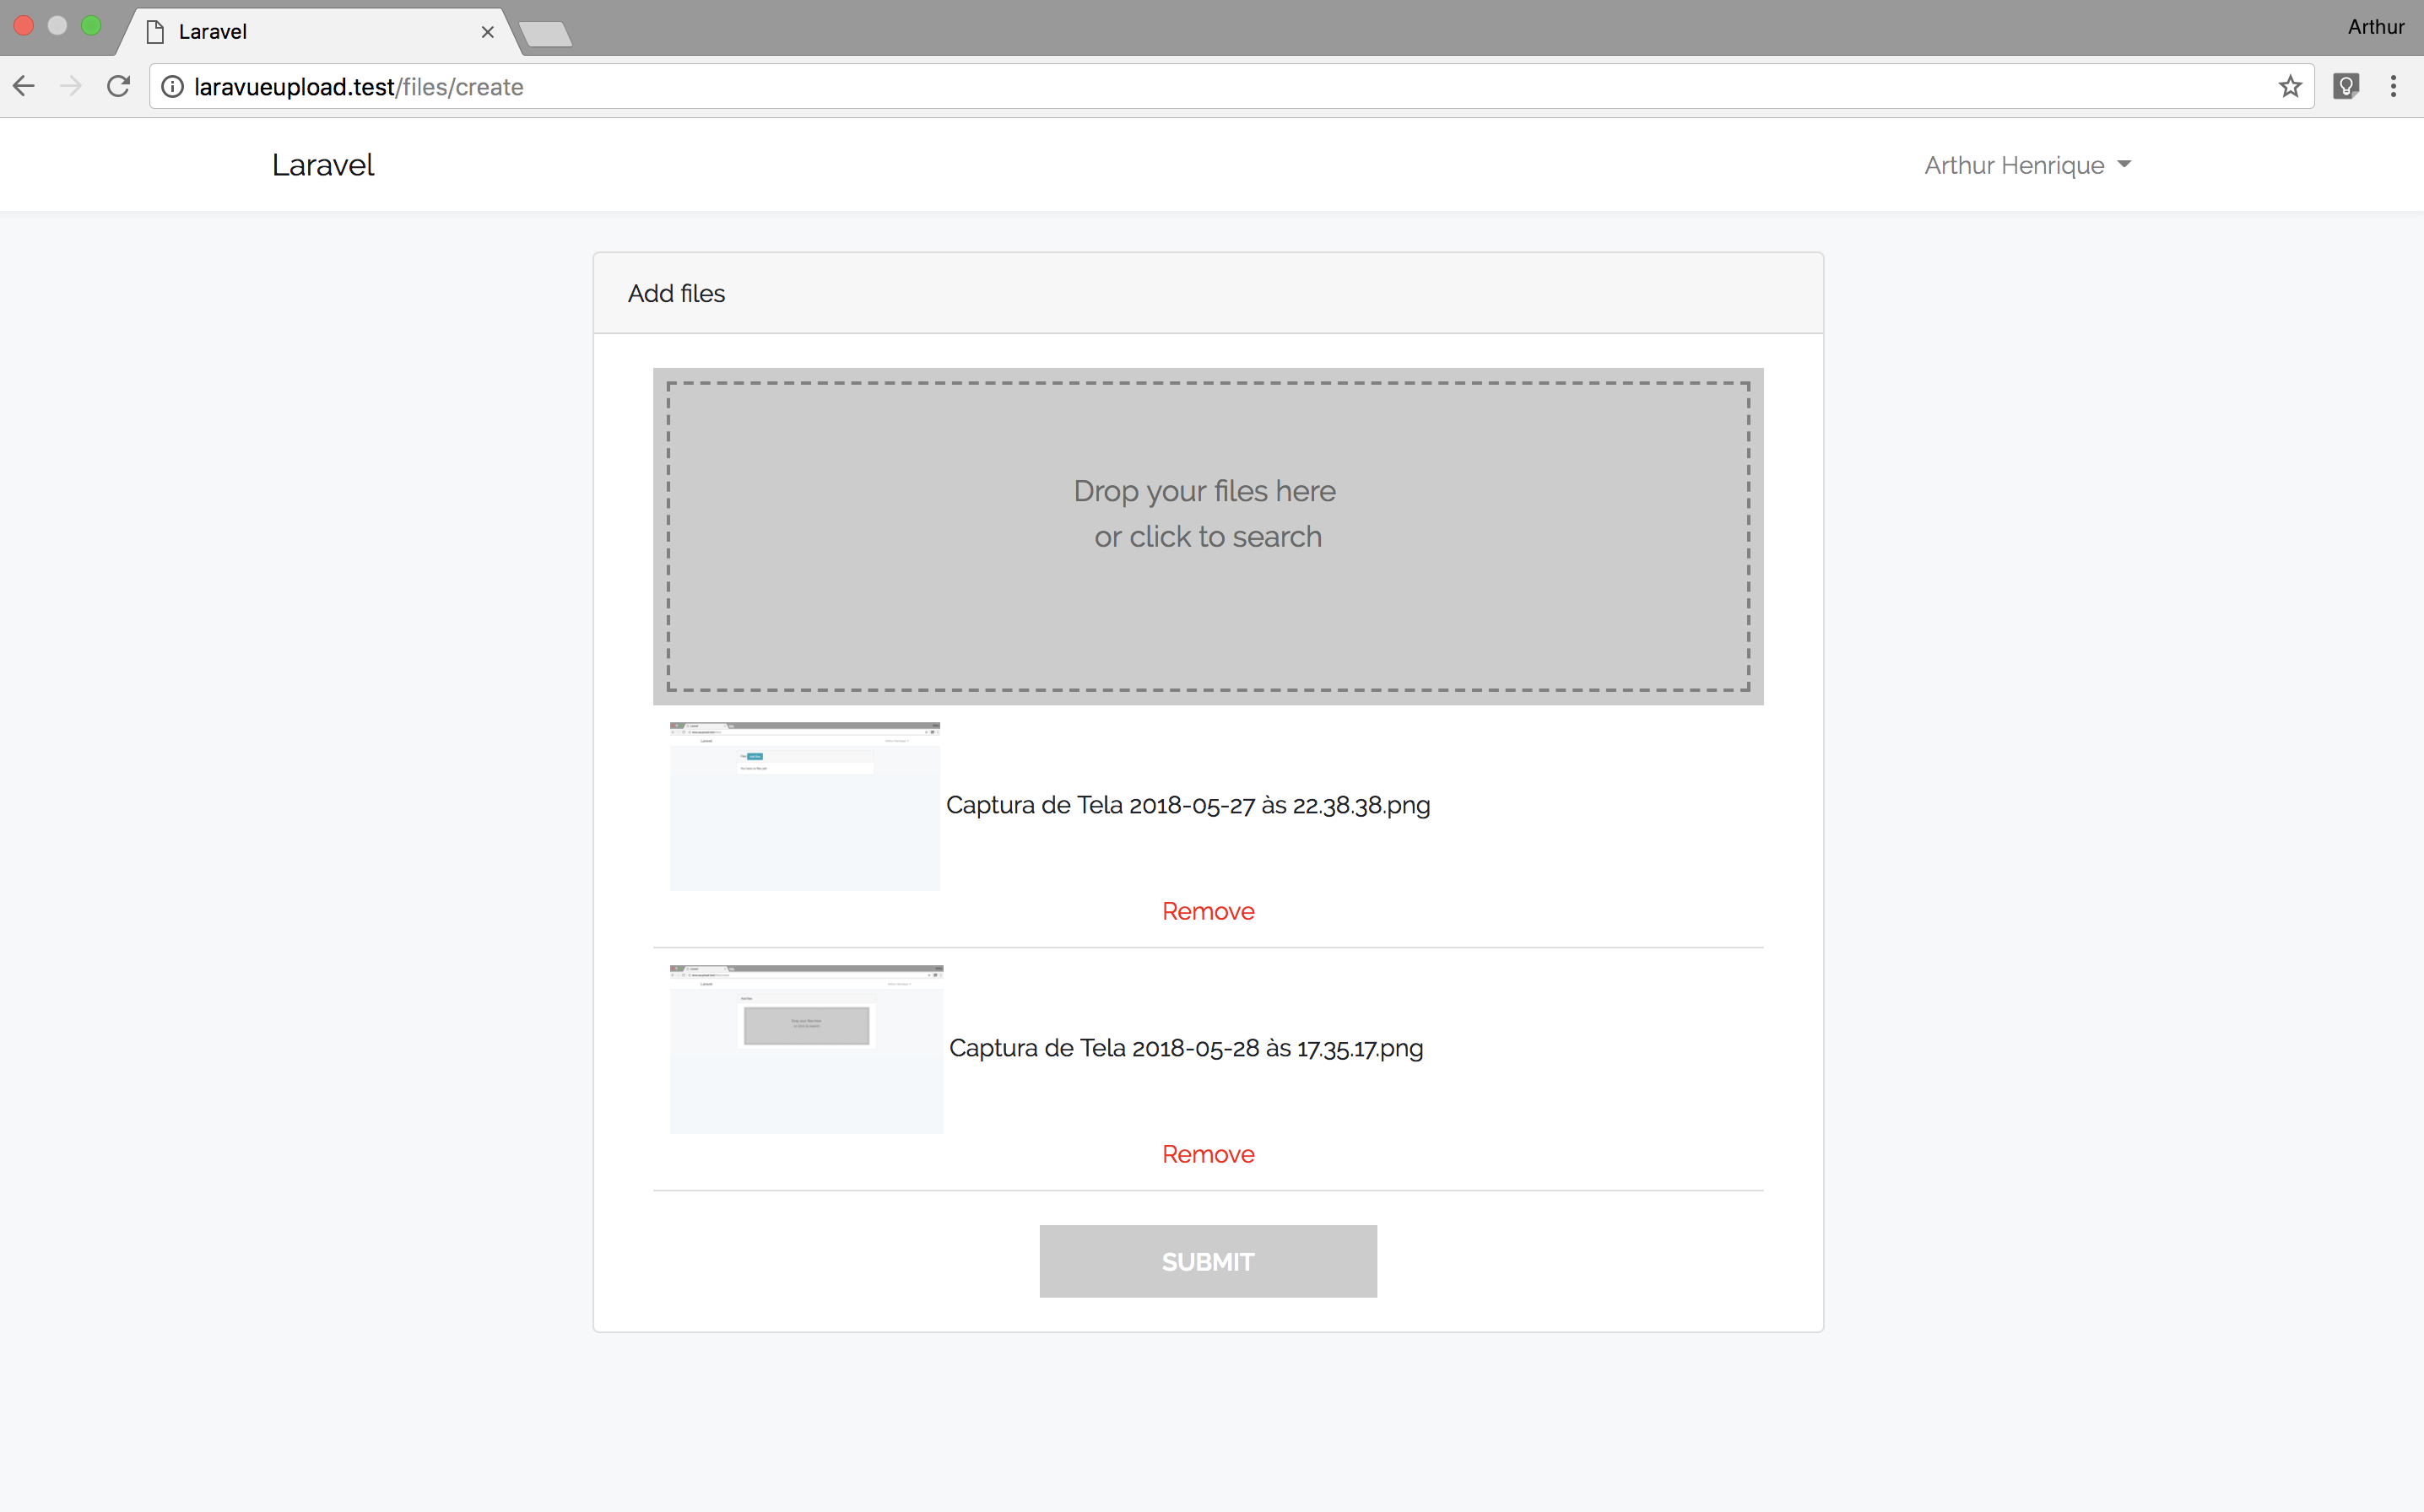 Laravel
Arthur
laravueupload.test/files/create
Laravel
Arthur Henrique
Add files
Drop your files here
or click to search
Captura de Tela 2018-05-27 às 22.38.38.png
Remove
Captura de Tela 2018-05-28 às 17.35.17.png
Remove
SUBMIT